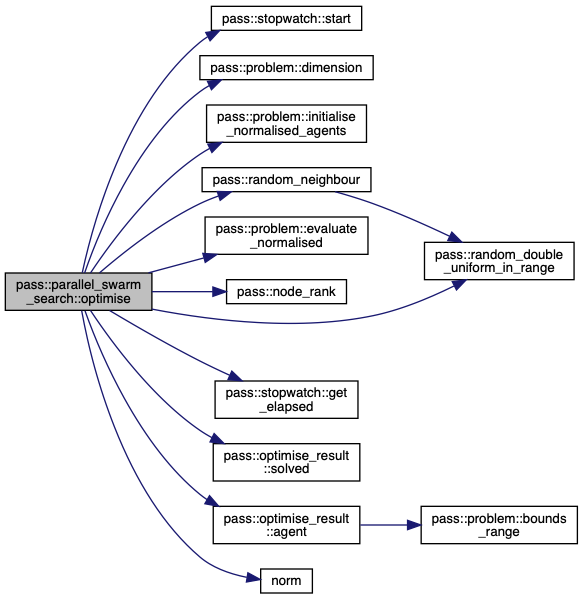 pass::stopwatch::start
pass::problem::dimension
pass::problem::initialise
_normalised_agents
pass::random_neighbour
pass::problem::evaluate
_normalised
pass::random_double
_uniform_in_range
pass::parallel_swarm
_search::optimise
pass::node_rank
pass::stopwatch::get
_elapsed
pass::optimise_result
::solved
pass::optimise_result
::agent
pass::problem::bounds
_range
norm